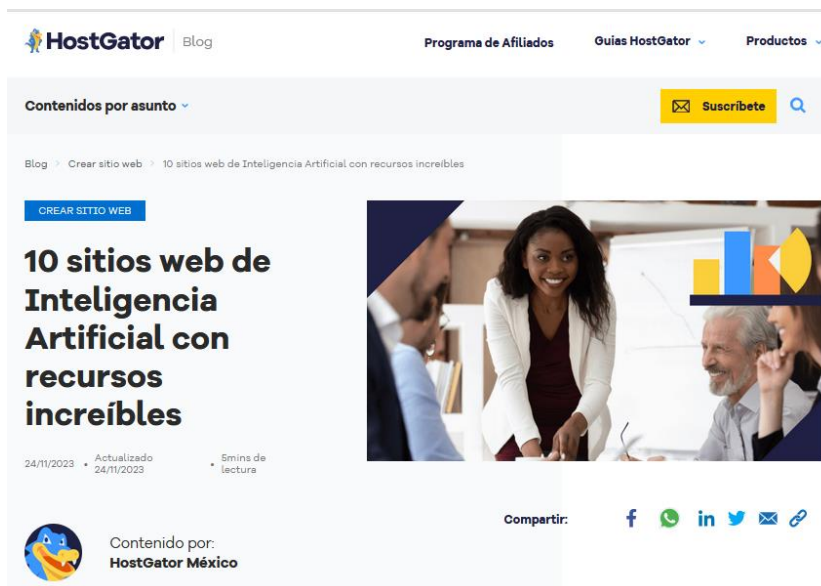 HostGator Blog
Programa de Afiliados Guias HostGator Productos
Contenidos por asunto Suscríbete
Blog > Crear sitio web > 10 sitios web de Inteligencia Artificial con recursos increíbles
CREAR SITIO WEB
10 sitios web de
Inteligencia
Artificial con
recursos
increíbles
24/11/2023 • Actualizado
24/11/2023 • 5mins de
lectura
Compartir:
Contenido por:
HostGator México